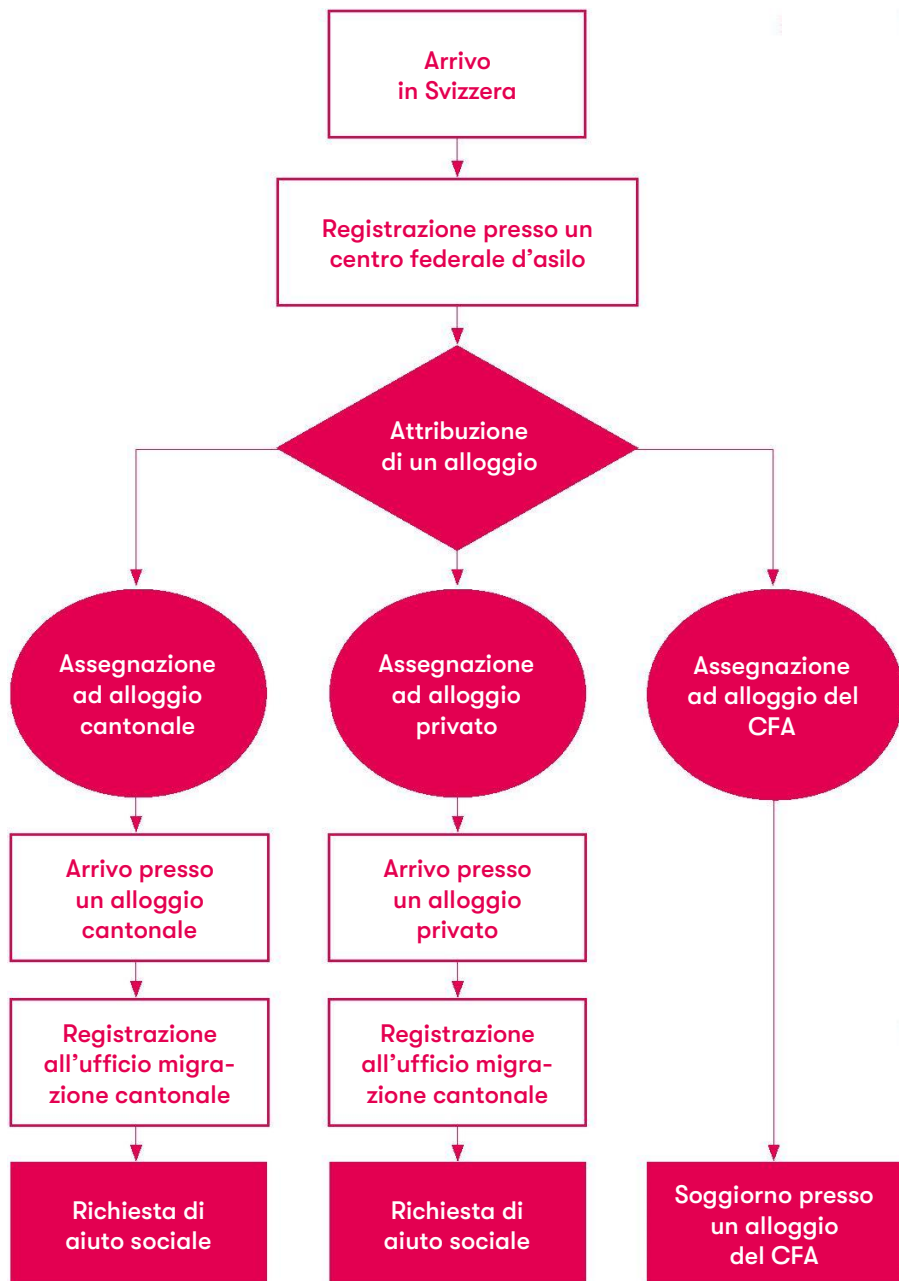 Arrivo
in Svizzera
Registrazione presso un
centro federale d’asilo
Attribuzione
di un alloggio
Assegnazione
ad alloggio
cantonale
Assegnazione
ad alloggio
privato
Assegnazione
ad alloggio del
CFA
Arrivo presso
un alloggio
cantonale
Arrivo presso
un alloggio
privato
Registrazione
all’ufficio migra-
zione cantonale
Registrazione
all’ufficio migra-
zione cantonale
Richiesta di
aiuto sociale
Richiesta di
aiuto sociale
Soggiorno presso
un alloggio
del CFA